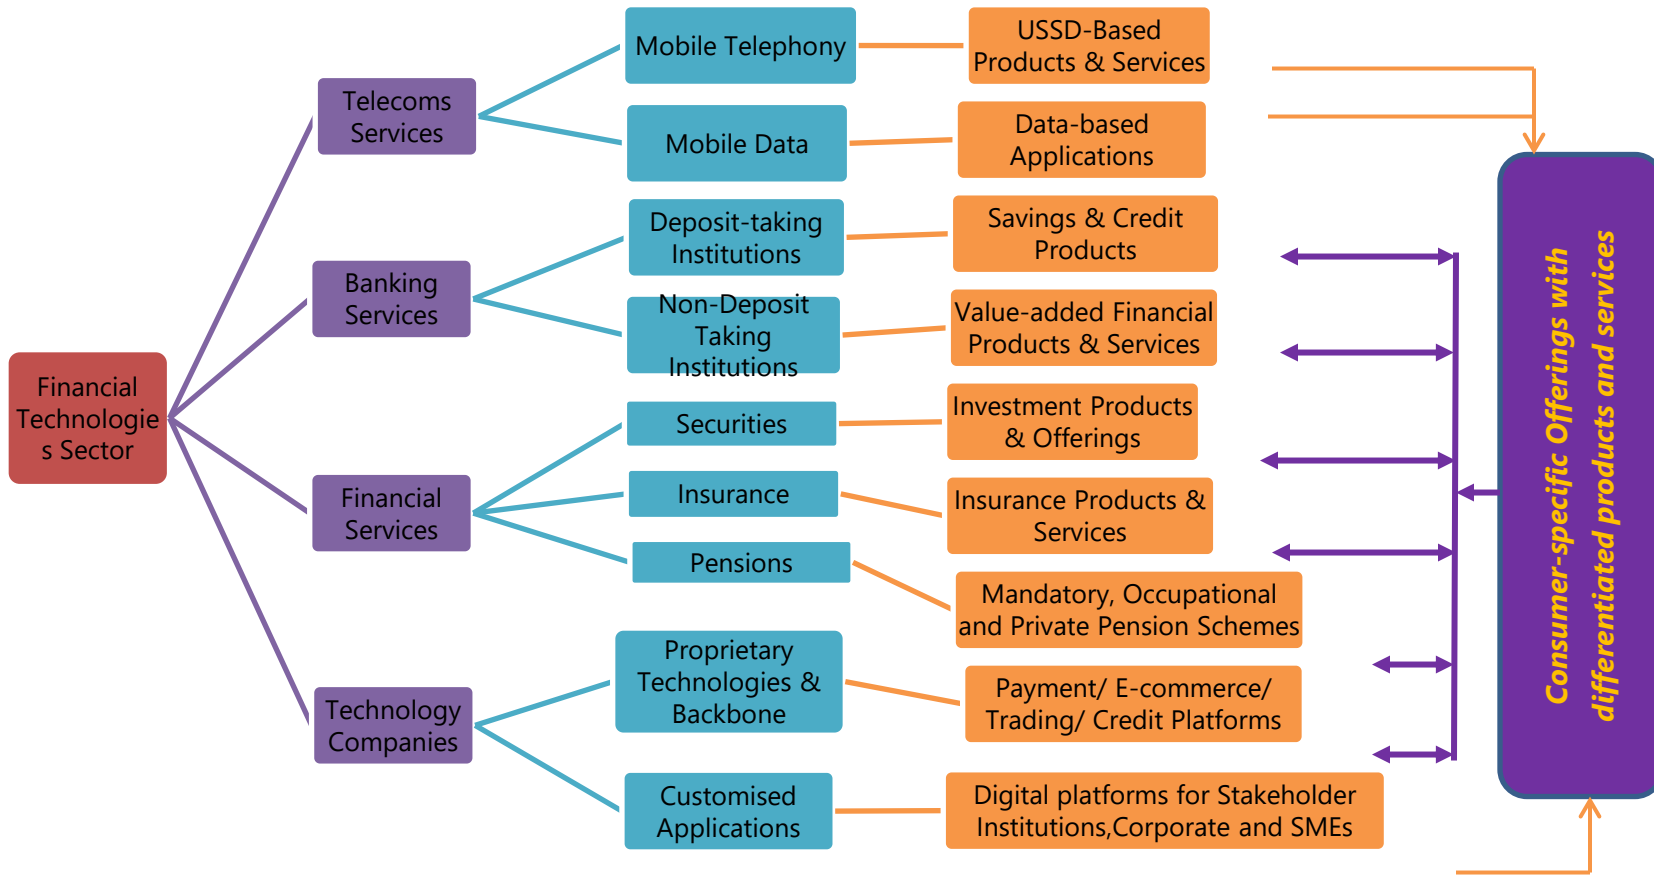 Financial
Technologie
s Sector
Telecoms
Services
Banking
Services
Financial
Services
Technology
Companies
Mobile Telephony
Mobile Data
Deposit-taking
Institutions
Non-Deposit
Taking
Institutions
Securities
Insurance
Pensions
Proprietary
Technologies &
Backbone
Customised
Applications
USSD-Based
Products & Services
Data-based
Applications
Savings & Credit
Products
Value-added Financial
Products & Services
Investment Products
& Offerings
Insurance Products &
Services
Mandatory, Occupational
and Private Pension Schemes
Payment/ E-commerce/
Trading/ Credit Platforms
Digital platforms for Stakeholder
Institutions,Corporate and SMEs
Consumer-specific Offerings with
differentiated products and services